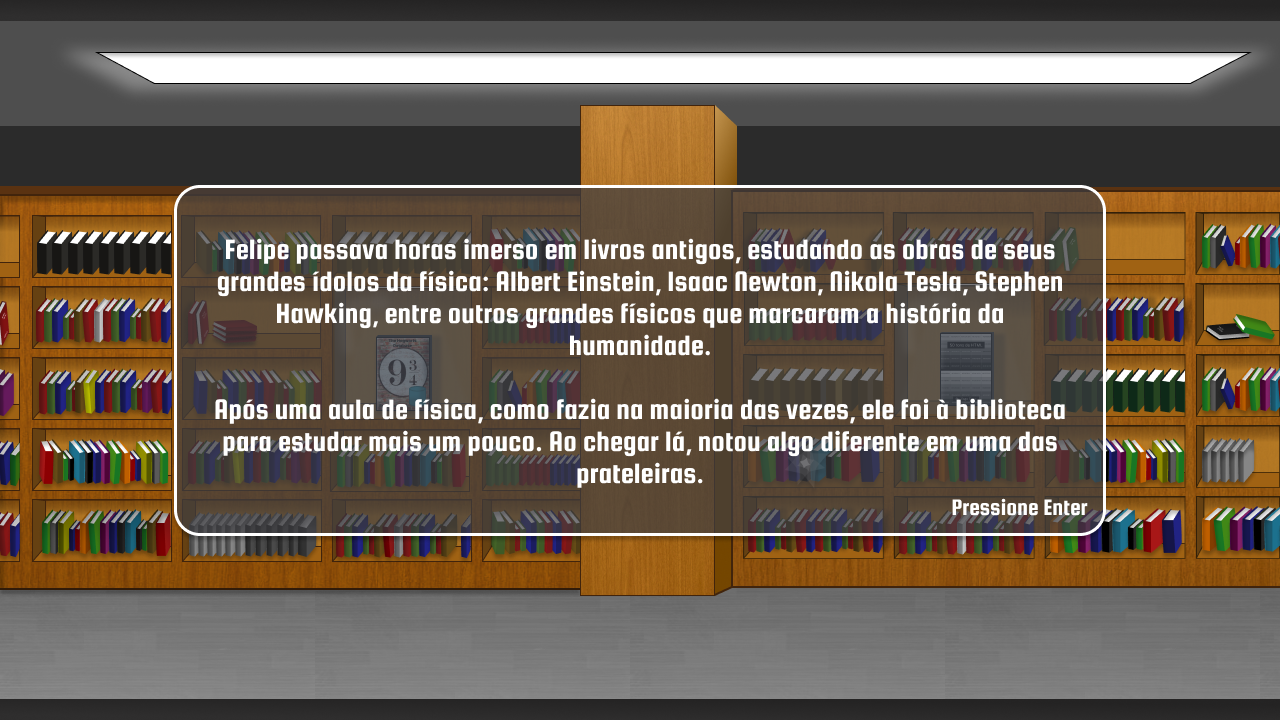 Felipe passava horas imerso em livros antigos, estudando as obras de seus
grandes ídolos da física: Albert Einstein, Isaac Newton, Nikola Tesla, Stephen
Hawking, entre outros grandes físicos que marcaram a história da
humanidade.
Após uma aula de física, como fazia na maioria das vezes, ele foi à biblioteca
para estudar mais um pouco. Ao chegar lá, notou algo diferente em uma das
prateleiras.
Pressione Enter
9 3/4